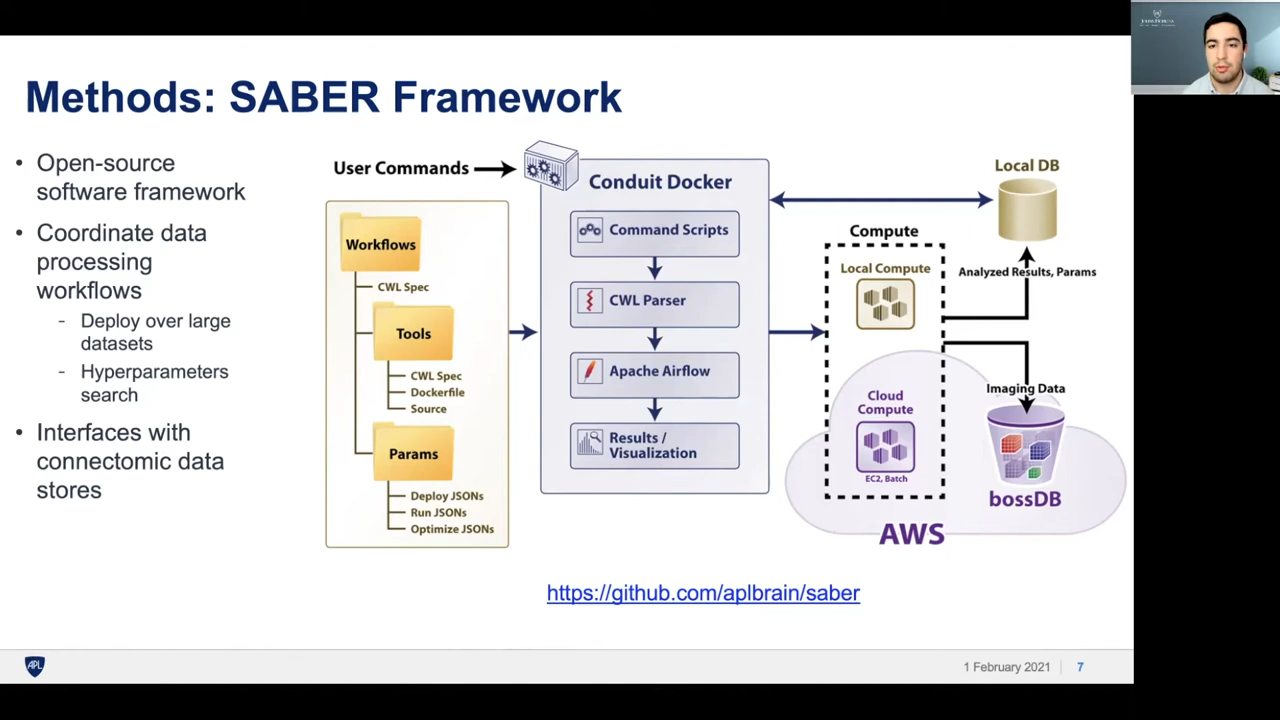 Methods: SABER Framework
• Open-source
software framework
• Coordinate data
processing
workflows
- Deploy over large
datasets
- Hyperparameters
search
• Interfaces with
connectomic data
stores
User Commands
Workflows
CWL Spec
Tools
CWL Spec
Dockerfile
Source
Params
Deploy JSONs
Run JSONs
Optimize JSONs
Conduit Docker
Command Scripts
CWL Parser
Apache Airflow
Results /
Visualization
Compute
Local Compute
Cloud
Compute
EC2, Batch
AWS
Local DB
Analyzed Results, Params
Imaging Data
bossDB
https://github.com/aplbrain/saber
APL
1 February 2021
7